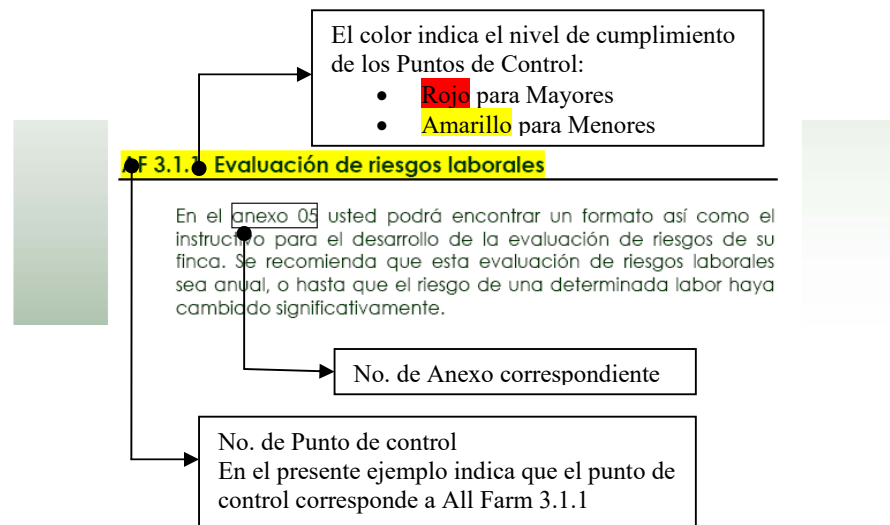 El color indica el nivel de cumplimiento
de los Puntos de Control:
• Rojo para Mayores
• Amarillo para Menores
AF 3.1.1 Evaluación de riesgos laborales
En el anexo 05 usted podrá encontrar un formato así como el
instructivo para el desarrollo de la evaluación de riesgos de su
finca. Se recomienda que esta evaluación de riesgos laborales
sea anual, o hasta que el riesgo de una determinada labor haya
cambiado significativamente.
No. de Anexo correspondiente
No. de Punto de control
En el presente ejemplo indica que el punto de
control corresponde a All Farm 3.1.1